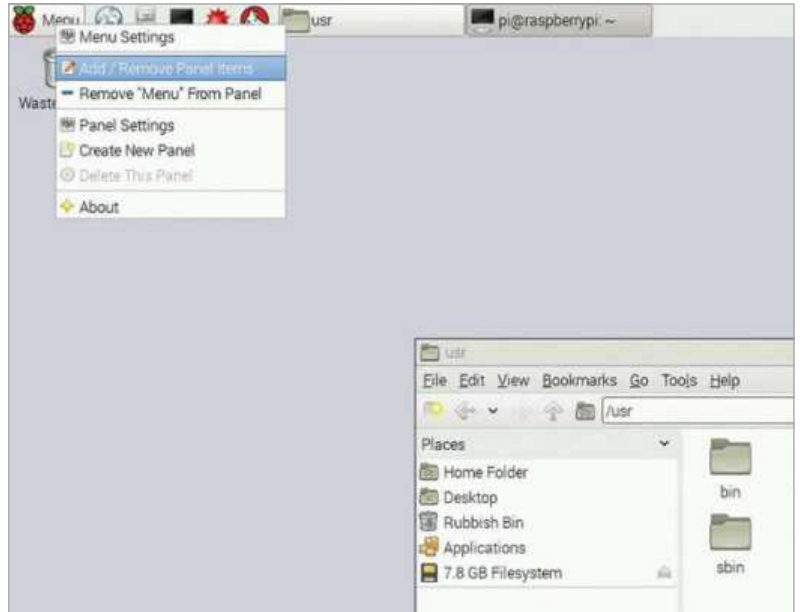 Menu
usr
pi@raspberrypi: ~
Menu Settings
Add / Remove Panel Items
Remove "Menu" From Panel
Panel Settings
Create New Panel
Delete This Panel
About
Waste
usr
File Edit View Bookmarks Go Tools Help
/usr
Places
Home Folder
Desktop
Rubbish Bin
Applications
7.8 GB Filesystem
bin
sbin